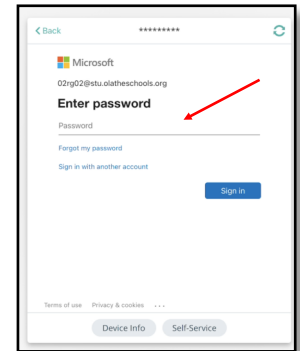 Back *********
Microsoft
02rg02@stu.olatheschools.org
Enter password
Password
Forgot my password
Sign in with another account
Sign in
Terms of use Privacy & cookies ...
Device Info Self-Service